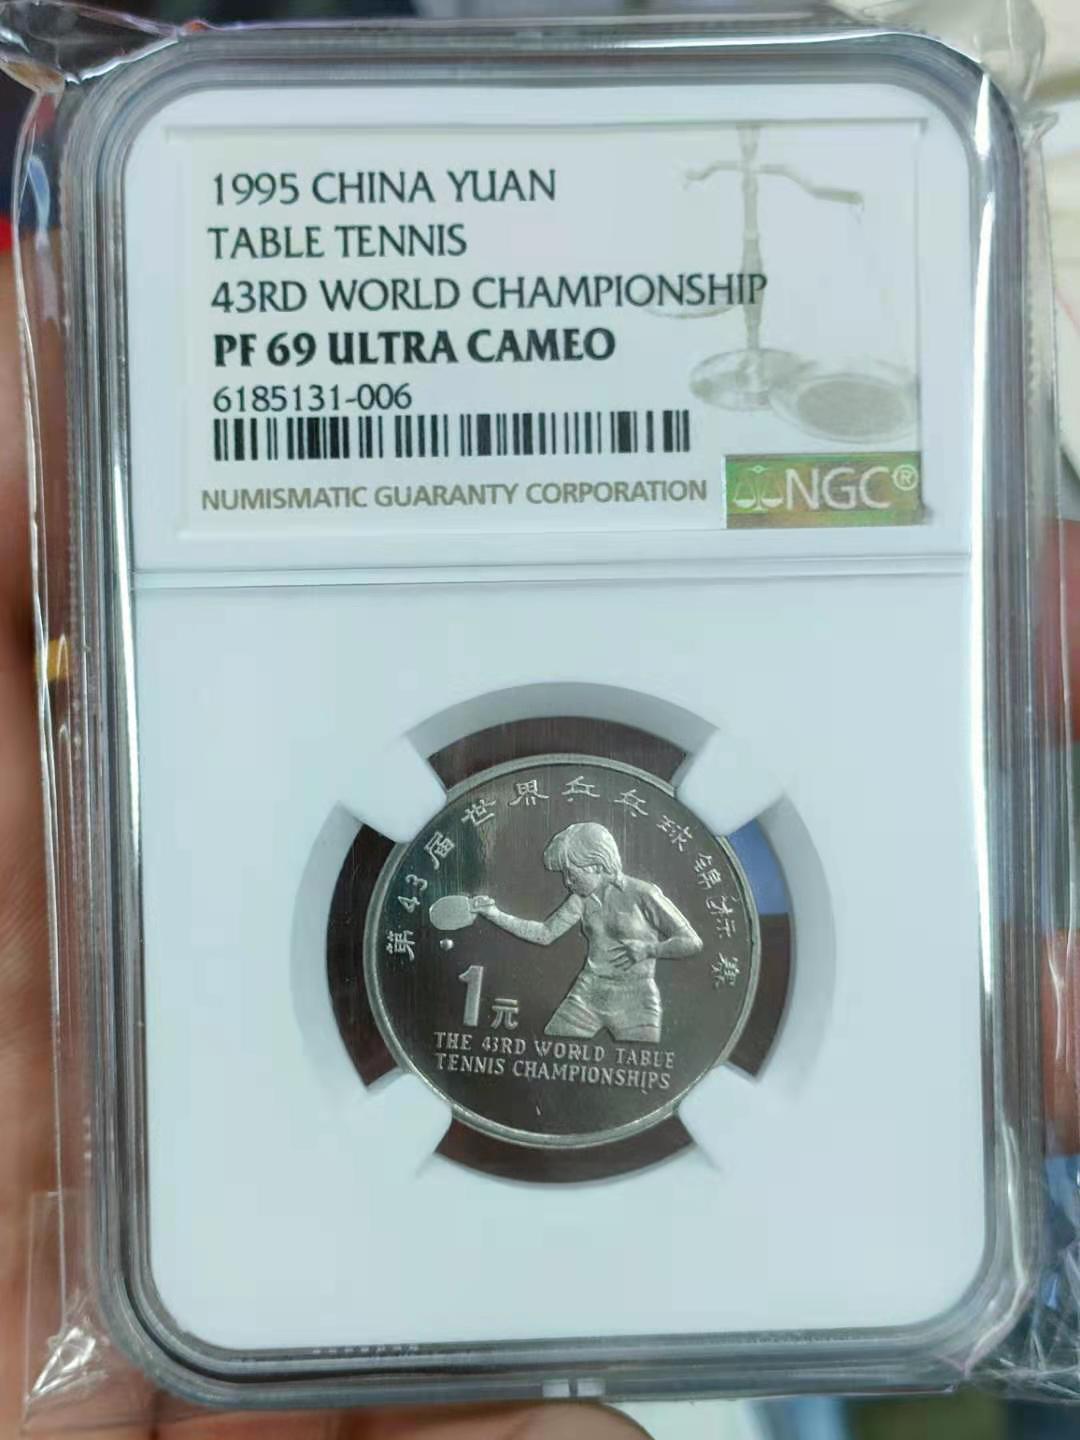 1995 CHINA YUAN
TABLE TENNIS
43RD WORLD CHAMPIONSHIP
PF 69 ULTRA CAMEO
6185131-006
NUMISMATIC GUARANTY CORPORATION
NGC®
第43届世界乒乓球锦标赛
1元
THE 43RD WORLD TABLE
TENNIS CHAMPIONSHIPS